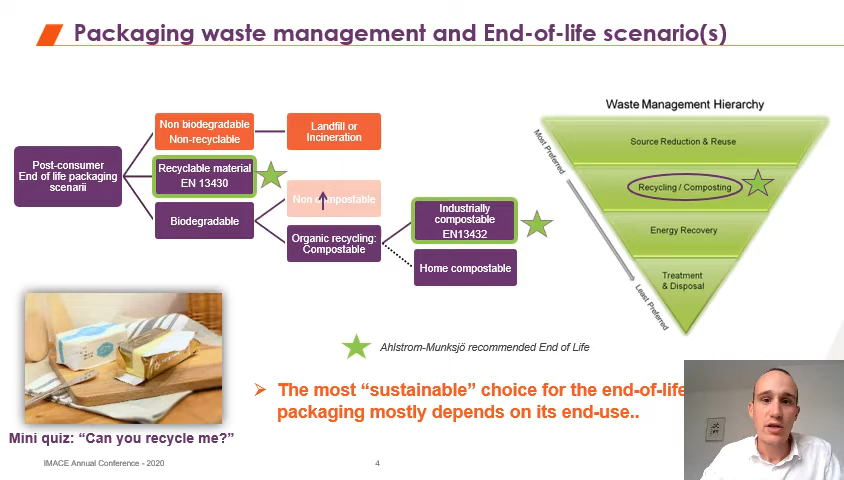 Packaging waste management and End-of-life scenario(s)
Waste Management Hierarchy
Post-consumer
End of life packaging
scenarii
Non biodegradable
Non-recyclable
Landfill or
Incineration
Recyclable material
EN 13430
Biodegradable
Non compostable
Organic recycling:
Compostable
Industrially
compostable
EN13432
Home compostable
Most Preferred
Least Preferred
Source Reduction & Reuse
Recycling / Composting
Energy Recovery
Treatment
& Disposal
Ahlstrom-Munksjö recommended End of Life
The most “sustainable” choice for the end-of-life
packaging mostly depends on its end-use..
Mini quiz: “Can you recycle me?”
IMACE Annual Conference - 2020
4